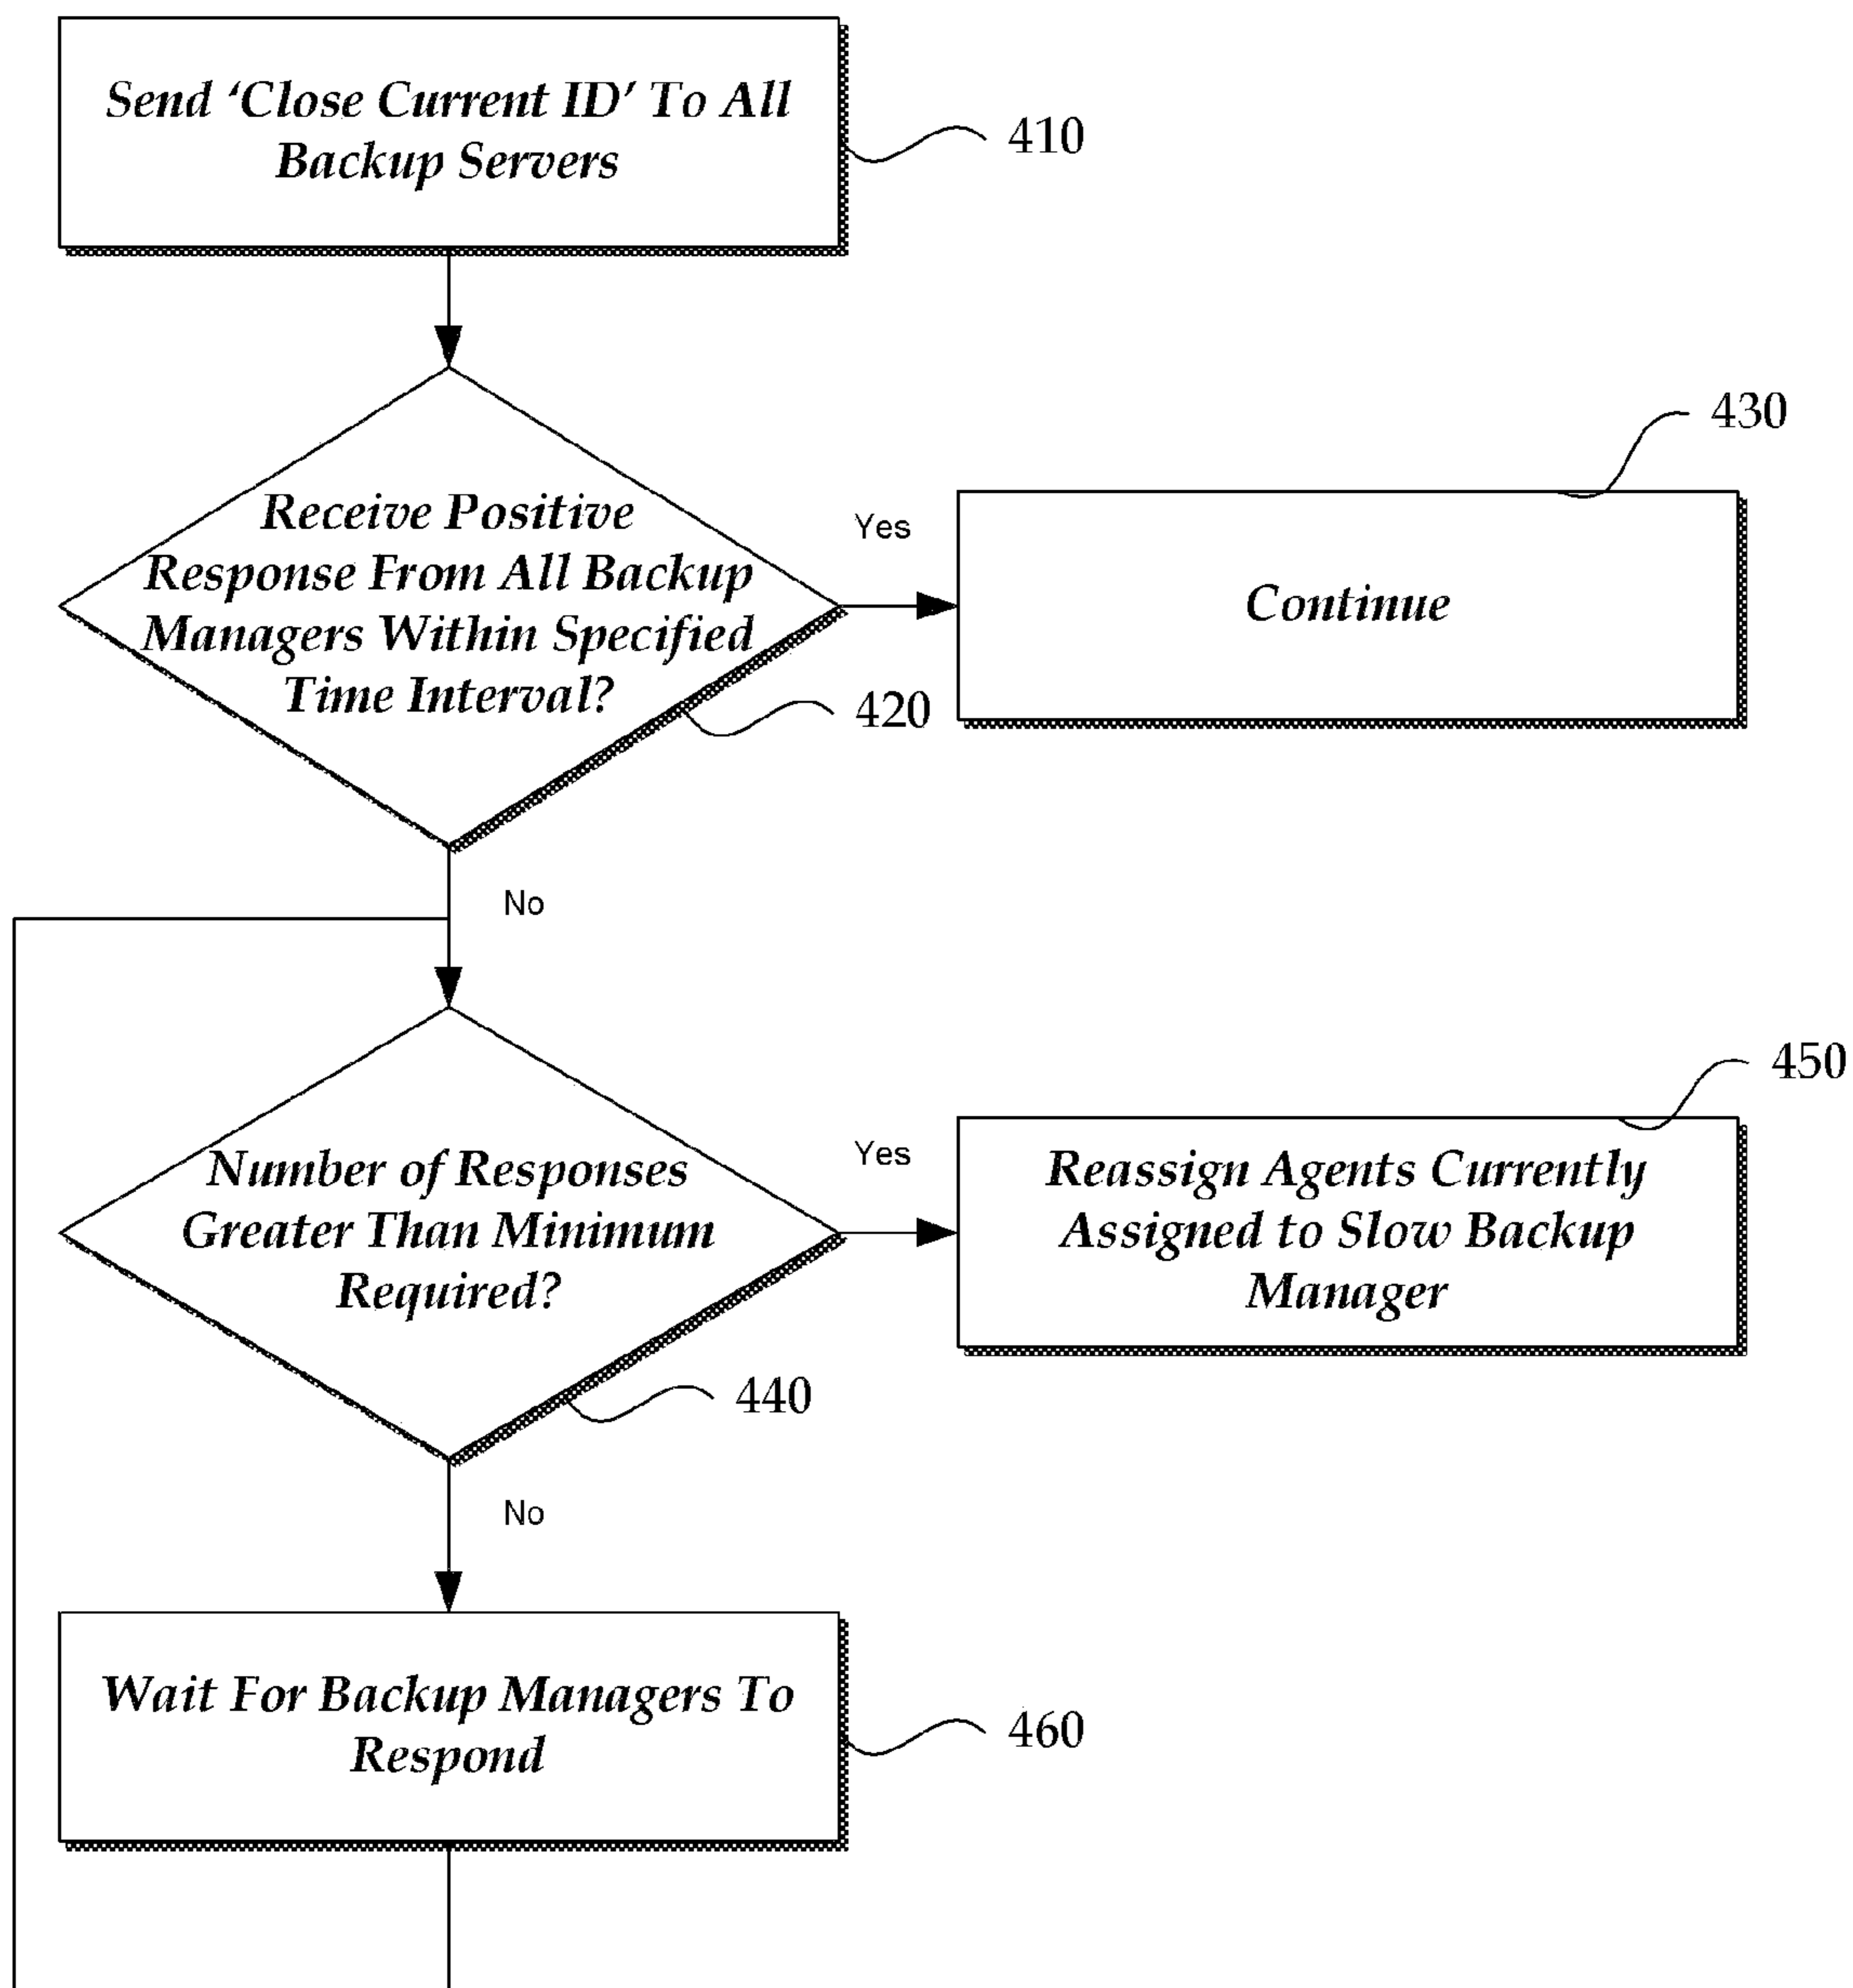 Send ‘Close Current ID’ To All
Backup Servers
410
430
Receive Positive
Response From All Backup
Managers Within Specified
Time Interval?
Yes
Continue
420
No
450
Number of Responses
Greater Than Minimum
Required?
Yes
Reassign Agents Currently
Assigned to Slow Backup
Manager
440
No
Wait For Backup Managers To
Respond
460